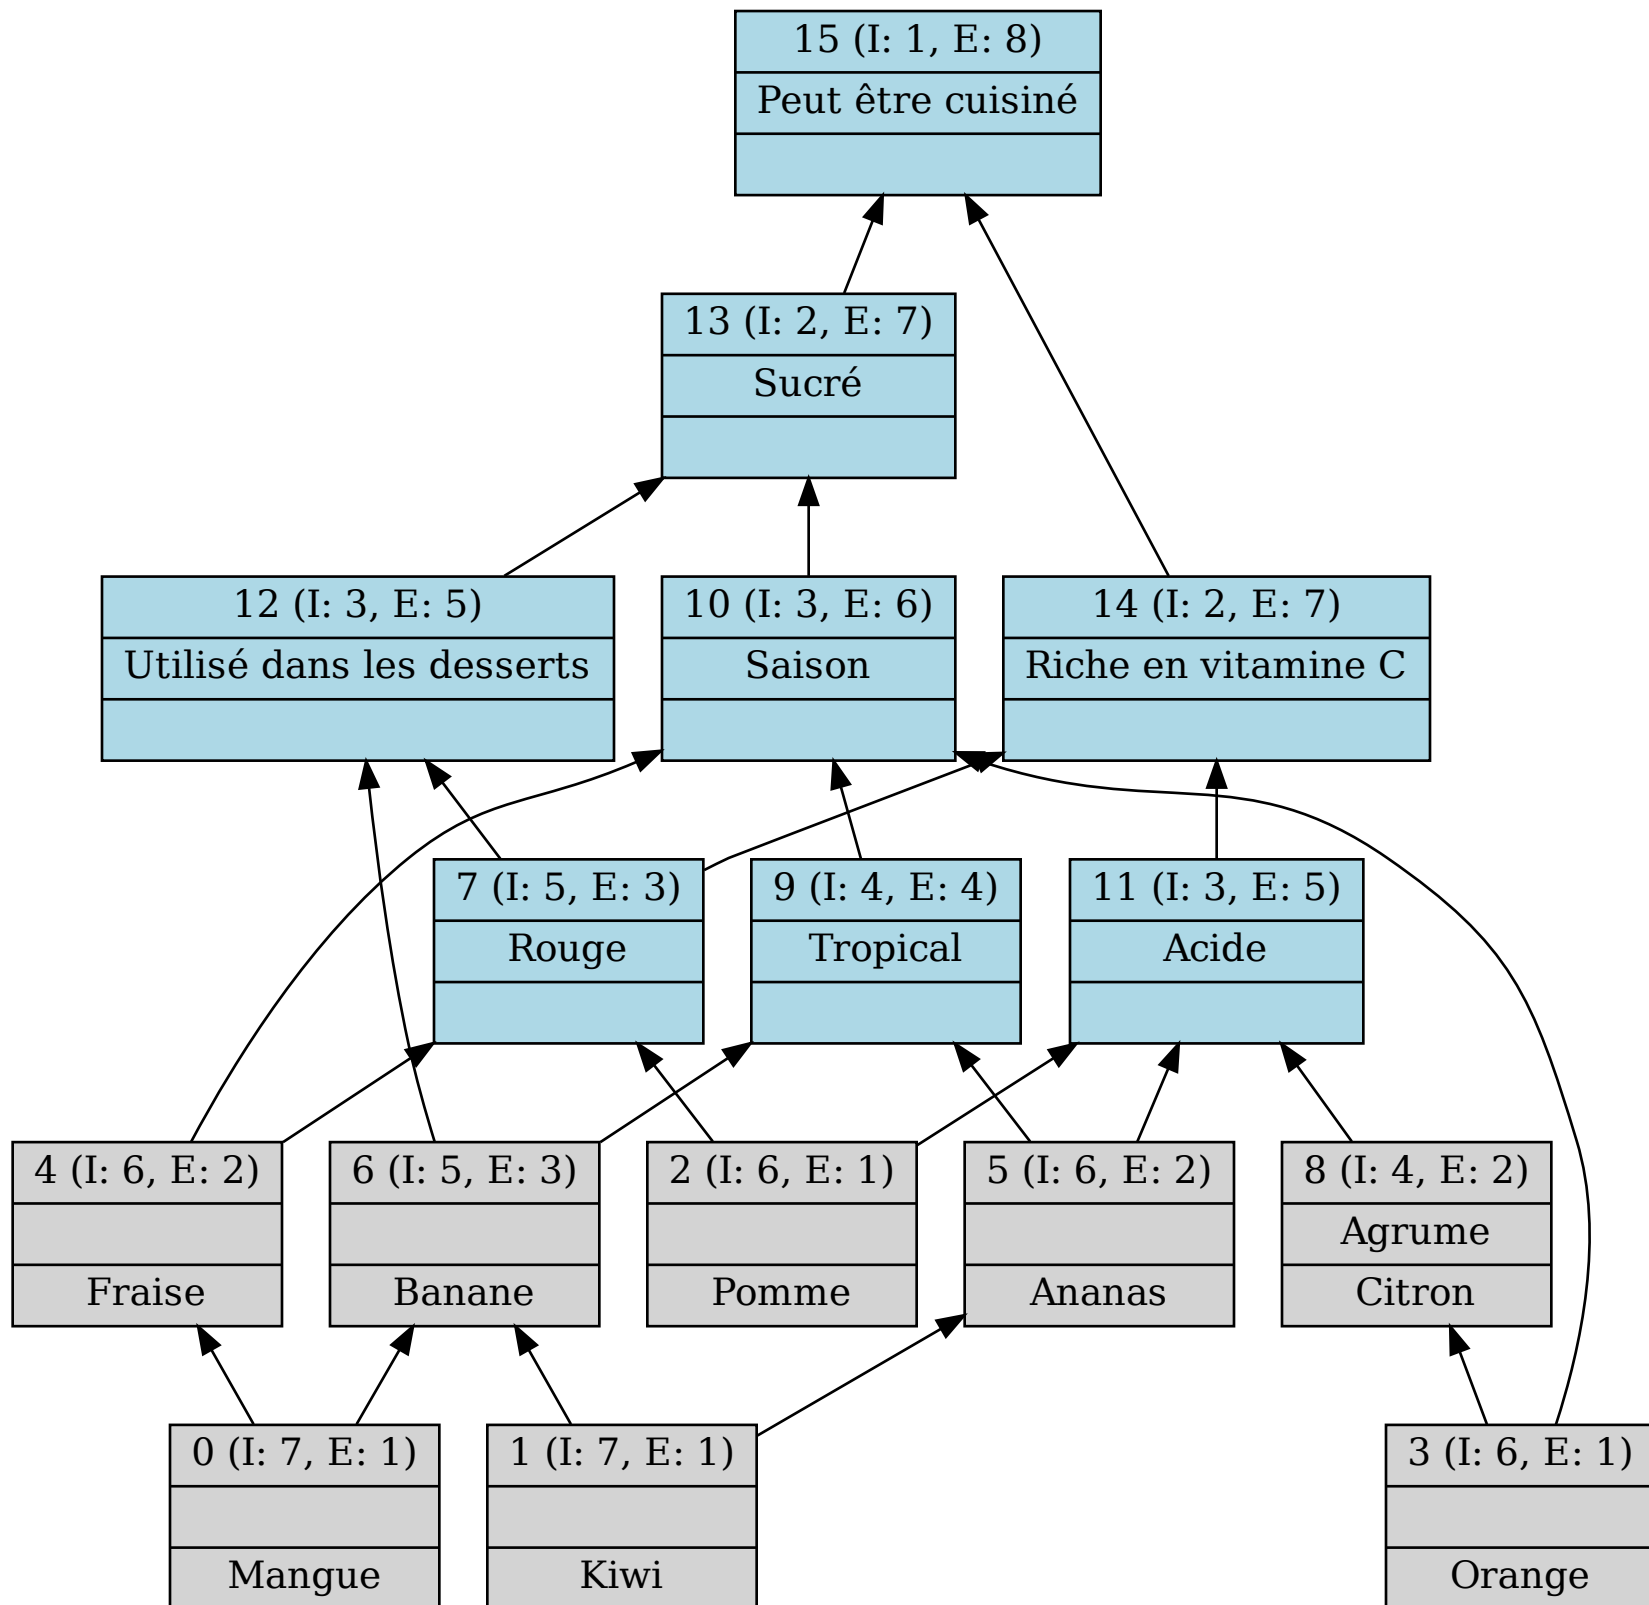 15 (I: 1, E: 8)
Peut être cuisiné
13 (I: 2, E: 7)
Sucré
12 (I: 3, E: 5)
Utilisé dans les desserts
10 (I: 3, E: 6)
Saison
14 (I: 2, E: 7)
Riche en vitamine C
7 (I: 5, E: 3)
Rouge
9 (I: 4, E: 4)
Tropical
11 (I: 3, E: 5)
Acide
4 (I: 6, E: 2)
Fraise
6 (I: 5, E: 3)
Banane
2 (I: 6, E: 1)
Pomme
5 (I: 6, E: 2)
Ananas
8 (I: 4, E: 2)
Agrume
Citron
0 (I: 7, E: 1)
Mangue
1 (I: 7, E: 1)
Kiwi
3 (I: 6, E: 1)
Orange